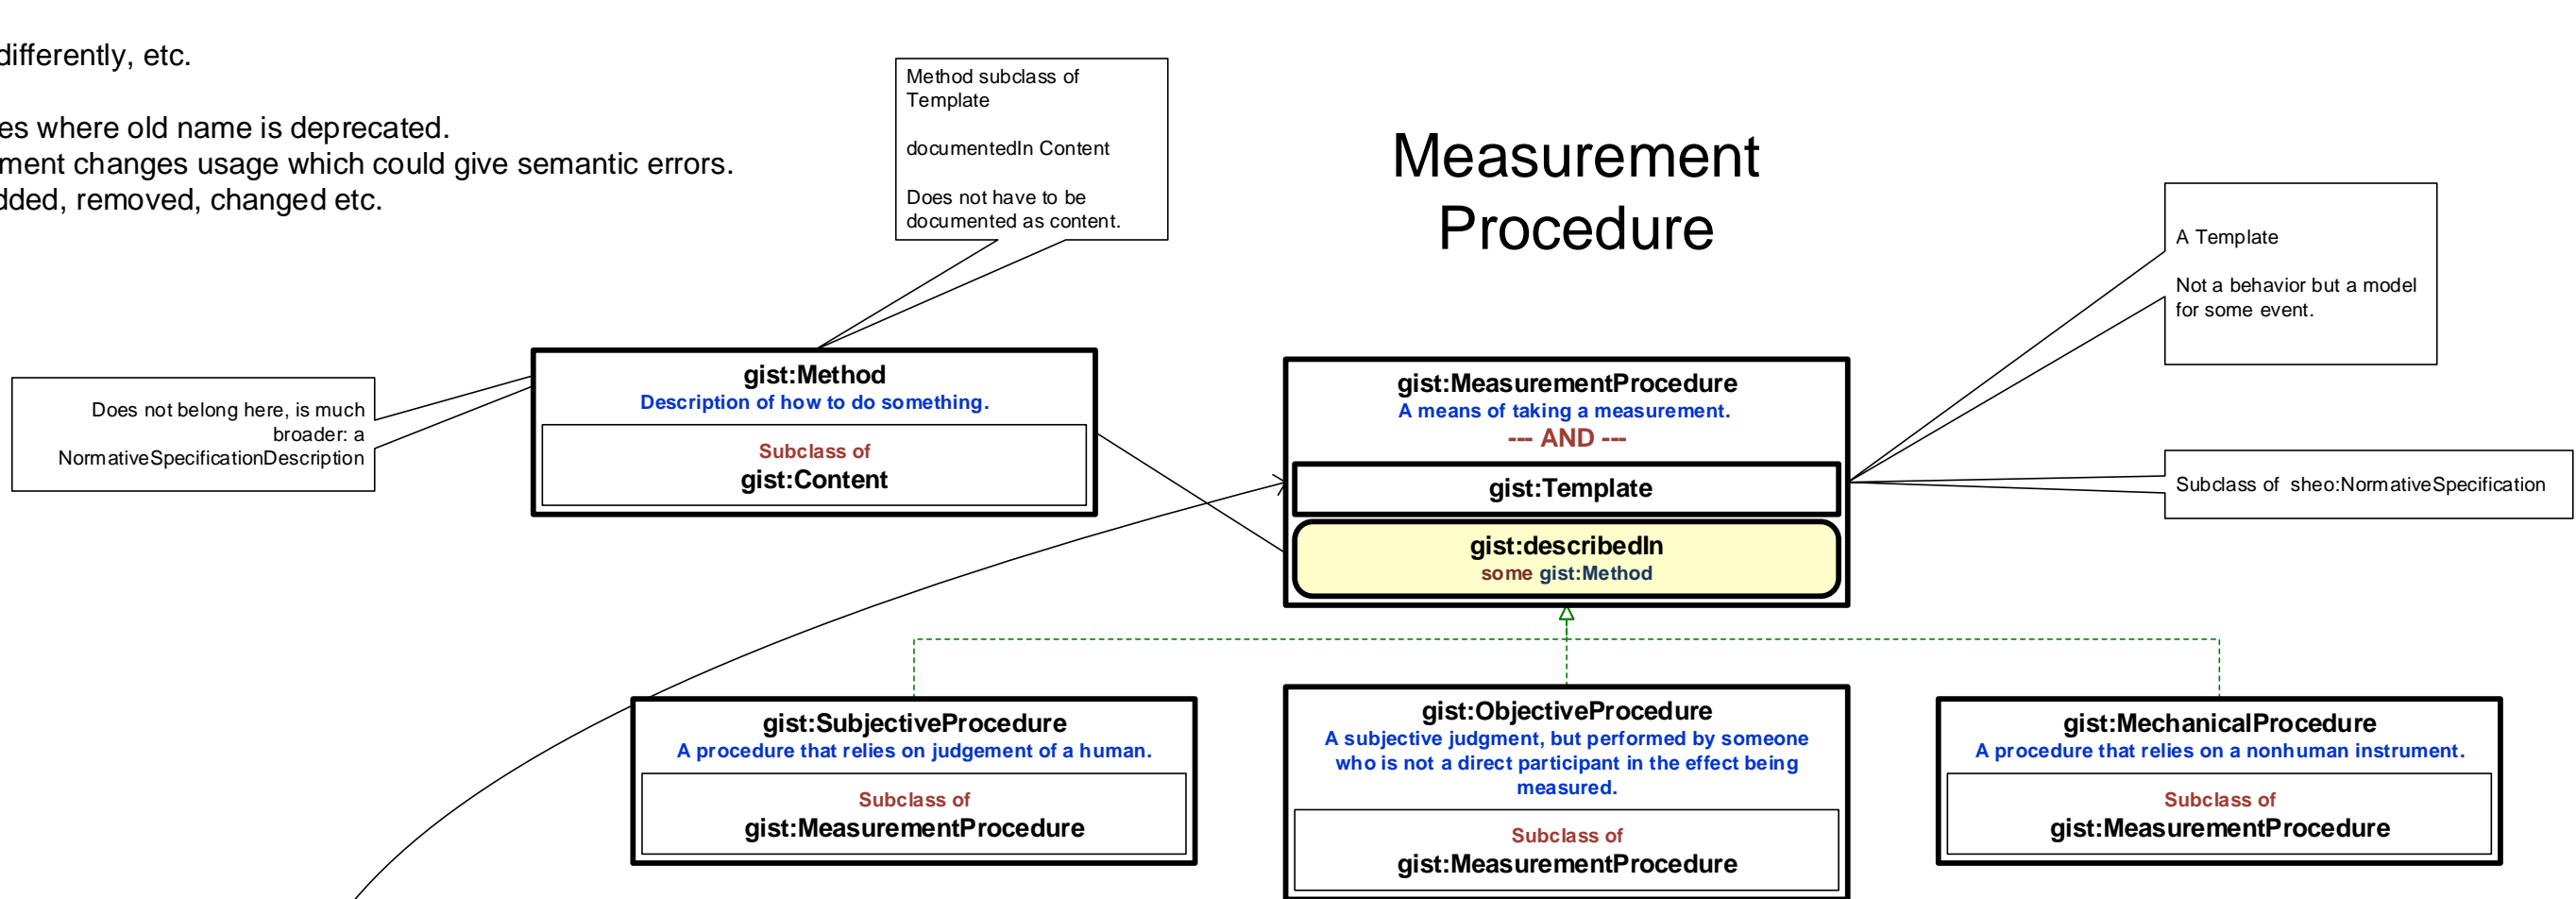 differently, etc.
es where old name is deprecated.
ment changes usage which could give semantic errors.
dded, removed, changed etc.
Method subclass of
Template
documentedIn Content
Does not have to be
documented as content.
Measurement
Procedure
A Template
Not a behavior but a model
for some event.
Does not belong here, is much
broader: a
NormativeSpecificationDescription
gist:Method
Description of how to do something.
Subclass of
gist:Content
gist:MeasurementProcedure
A means of taking a measurement.
--- AND ---
gist:Template
gist:describedIn
some gist:Method
Subclass of sheo:NormativeSpecification
gist:SubjectiveProcedure
A procedure that relies on judgement of a human.
Subclass of
gist:MeasurementProcedure
gist:ObjectiveProcedure
A subjective judgment, but performed by someone
who is not a direct participant in the effect being
measured.
Subclass of
gist:MeasurementProcedure
gist:MechanicalProcedure
A procedure that relies on a nonhuman instrument.
Subclass of
gist:MeasurementProcedure